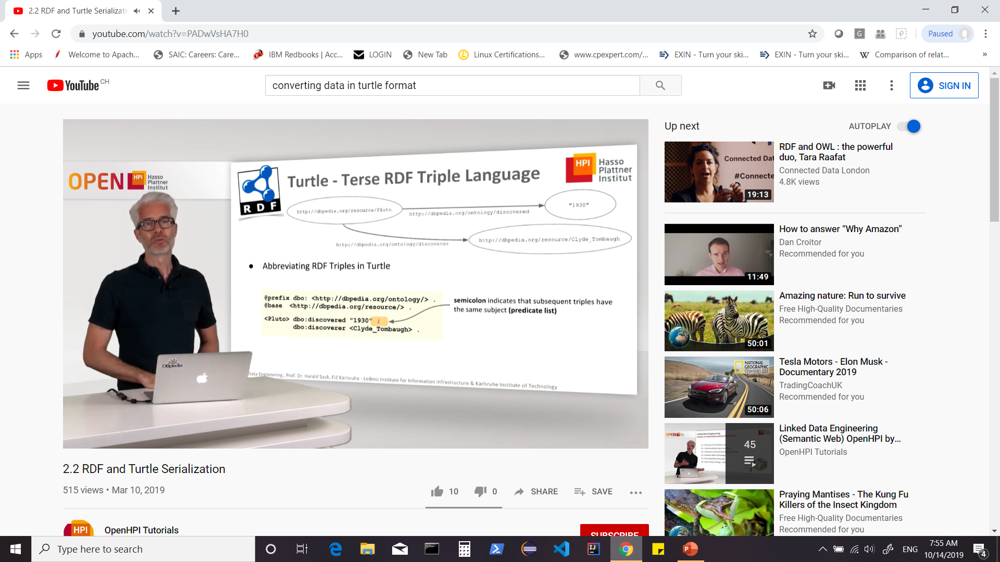 2.2 RDF and Turtle Serializati
youtube.com/watch?v=PADwVsHA7H0
G
Paused
Apps
Welcome to Apach...
SAIC: Careers: Care...
IBM Redbooks | Acc...
LOGIN
New Tab
Linux Certifications...
www.cpexpert.com/...
EXIN - Turn your ski...
EXIN - Turn your ski...
Comparison of relat...
»
YouTube CH
converting data in turtle format
SIGN IN
OPEN HPI Hasso
Plattner
Institut
RDF
Turtle - Terse RDF Triple Language
HPI Hasso
Plattner
Institut
http://dbpedia.org/resource/Pluto
http://dbpedia.org/ontology/discovered
"1930"
http://dbpedia.org/ontology/discoverer
http://dbpedia.org/resource/Clyde_Tombaugh
● Abbreviating RDF Triples in Turtle
@prefix dbo: <http://dbpedia.org/ontology/> .
@base <http://dbpedia.org/resource/> .
<Pluto> dbo:discovered "1930" ;
dbo:discoverer <Clyde_Tombaugh> .
semicolon indicates that subsequent triples have
the same subject (predicate list)
DBpedia
Data Engineering , Prof. Dr. Harald Sack, FIZ Karlsruhe - Leibniz Institute for Information Infrastructure & Karlsruhe Institute of Technology
2.2 RDF and Turtle Serialization
515 views • Mar 10, 2019
10
0
SHARE
SAVE
HPI
OpenHPI Tutorials
SUBSCRIBE
Up next
AUTOPLAY
Connected Dat
#Connecte
19:13
RDF and OWL : the powerful
duo, Tara Raafat
Connected Data London
4.8K views
11:49
How to answer “Why Amazon”
Dan Croitor
Recommended for you
50:01
Amazing nature: Run to survive
Free High-Quality Documentaries
Recommended for you
NATIONAL
GEOGRAPHIC
CHANNEL
50:06
Tesla Motors - Elon Musk -
Documentary 2019
TradingCoachUK
Recommended for you
OPEN
45
Linked Data Engineering
(Semantic Web) OpenHPI by...
OpenHPI Tutorials
Praying Mantises - The Kung Fu
Killers of the Insect Kingdom
Free High-Quality Documentaries
Recommended for you
Type here to search
ENG
7:55 AM
10/14/2019
4